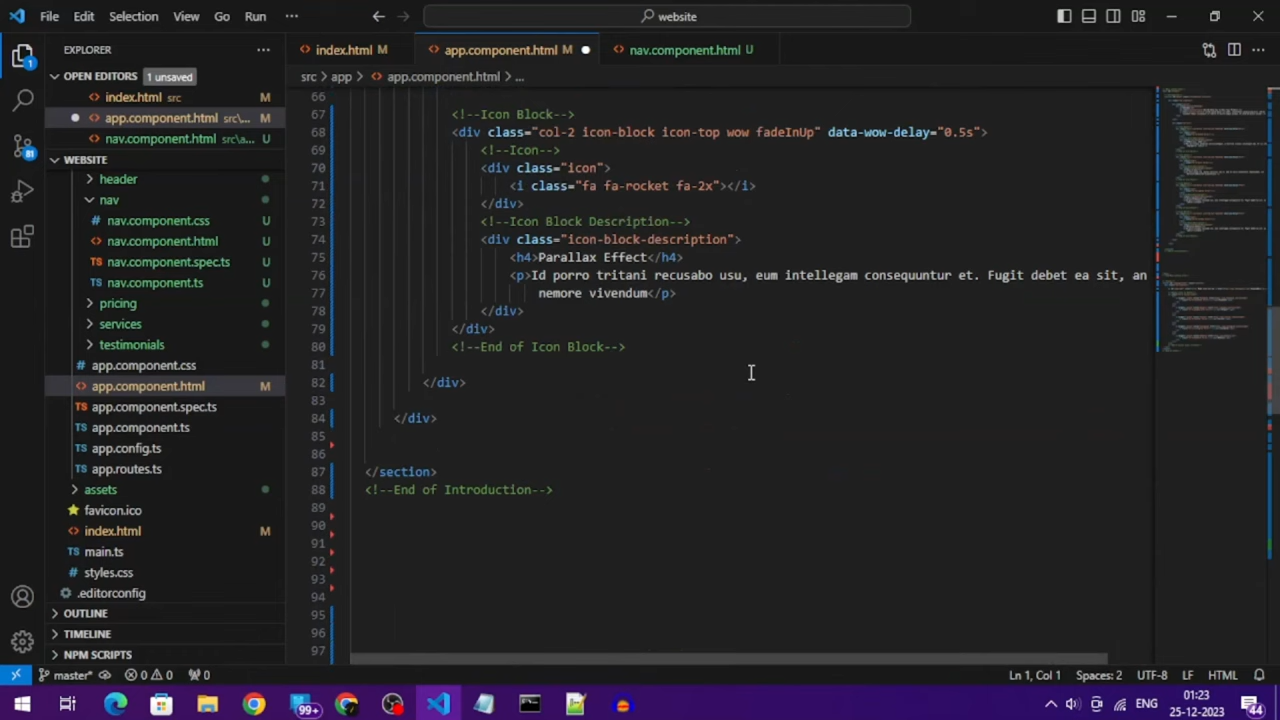 File Edit Selection View Go Run ··· website
EXPLORER ···
index.html M
app.component.html M
nav.component.html U
OPEN EDITORS 1 unsaved
index.html src M
app.component.html src\a... M
nav.component.html src\a... U
src > app > app.component.html > ...
WEBSITE
header
nav
nav.component.css U
nav.component.html U
nav.component.spec.ts U
nav.component.ts U
pricing
services
testimonials
app.component.css
app.component.html M
app.component.spec.ts
app.component.ts
app.config.ts
app.routes.ts
assets
favicon.ico
index.html M
main.ts
styles.css
.editorconfig
OUTLINE
TIMELINE
NPM SCRIPTS
1
81
66
67 <!--Icon Block-->
68 <div class="col-2 icon-block icon-top wow fadeInUp" data-wow-delay="0.5s">
69 <!--Icon-->
70 <div class="icon">
71 <i class="fa fa-rocket fa-2x"></i>
72 </div>
73 <!--Icon Block Description-->
74 <div class="icon-block-description">
75 <h4>Parallax Effect</h4>
76 <p>Id porro tritani recusabo usu, eum intellegam consequuntur et. Fugit debet ea sit, an
77 nemore vivendum</p>
78 </div>
79 </div>
80 <!--End of Icon Block-->
81
82 </div>
83
84 </div>
85
86
87 </section>
88 <!--End of Introduction-->
89
90
91
92
93
94
95
96
97
master* 0 0 0 Ln 1, Col 1 Spaces: 2 UTF-8 LF HTML
99+ ENG 01:23
25-12-2023 44